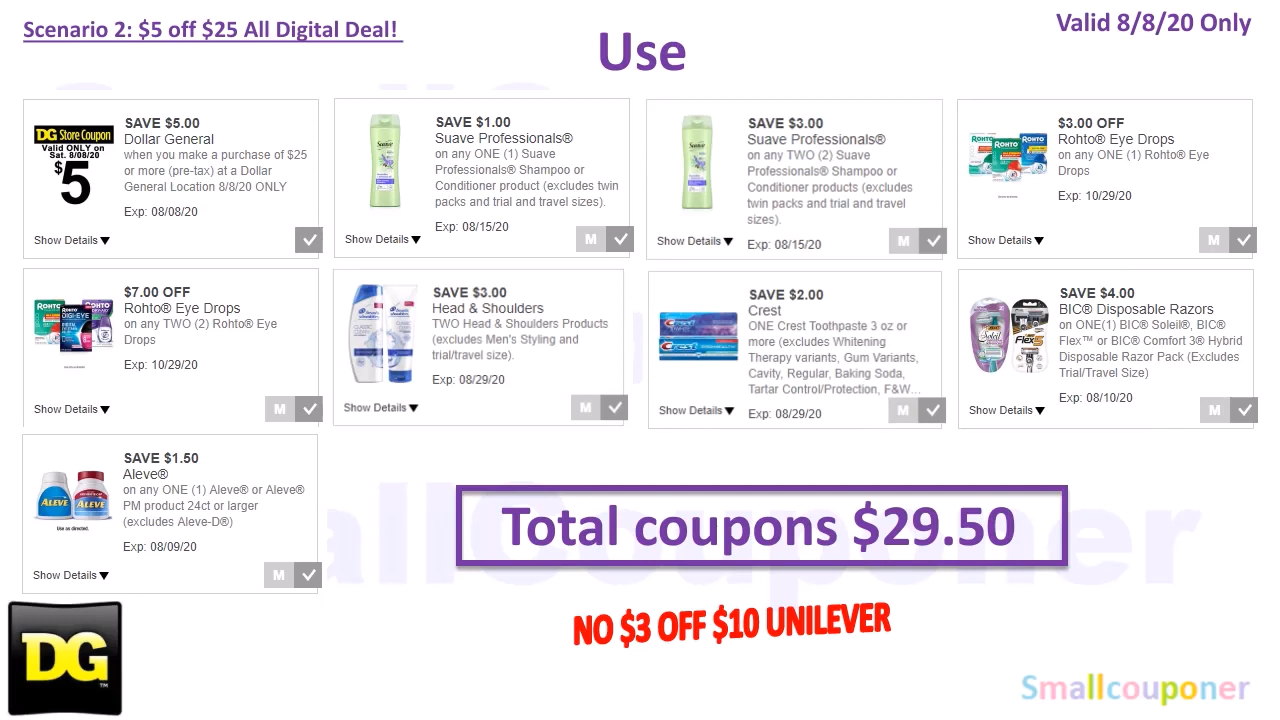 Scenario 2: $5 off $25 All Digital Deal!
Use
Valid 8/8/20 Only
DG Store Coupon
Valid ONLY on
Sat. 8/08/20
$5
SAVE $5.00
Dollar General
when you make a purchase of $25
or more (pre-tax) at a Dollar
General Location 8/8/20 ONLY
Exp: 08/08/20
Show Details▼
SAVE $1.00
Suave Professionals®
on any ONE (1) Suave
Professionals® Shampoo or
Conditioner product (excludes twin
packs and trial and travel sizes).
Exp: 08/15/20
Show Details▼
M
SAVE $3.00
Suave Professionals®
on any TWO (2) Suave
Professionals® Shampoo or
Conditioner products (excludes
twin packs and trial and travel
sizes).
Exp: 08/15/20
Show Details▼
M
$3.00 OFF
Rohto® Eye Drops
on any ONE (1) Rohto® Eye
Drops
Exp: 10/29/20
Show Details▼
M
$7.00 OFF
Rohto® Eye Drops
on any TWO (2) Rohto® Eye
Drops
Exp: 10/29/20
Show Details▼
M
SAVE $3.00
Head & Shoulders
TWO Head & Shoulders Products
(excludes Men's Styling and
trial/travel size).
Exp: 08/29/20
Show Details▼
M
SAVE $2.00
Crest
ONE Crest Toothpaste 3 oz or
more (excludes Whitening
Therapy variants, Gum Variants,
Cavity, Regular, Baking Soda,
Tartar Control/Protection, F&W...
Exp: 08/29/20
Show Details▼
M
SAVE $4.00
BIC® Disposable Razors
on ONE(1) BIC® Soleil®, BIC®
Flex™ or BIC® Comfort 3® Hybrid
Disposable Razor Pack (Excludes
Trial/Travel Size)
Exp: 08/10/20
Show Details▼
M
SAVE $1.50
Aleve®
on any ONE (1) Aleve® or Aleve®
PM product 24ct or larger
(excludes Aleve-D®)
Exp: 08/09/20
Use as directed.
Show Details▼
M
Total coupons $29.50
NO $3 OFF $10 UNILEVER
DG™
Smallcouponer